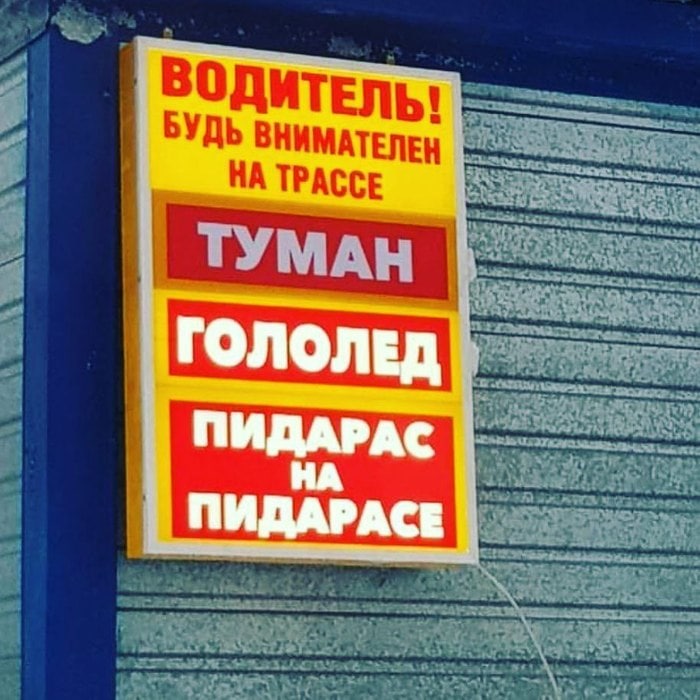 ВОДИТЕЛЬ!
БУДЬ ВНИМАТЕЛЕН
НА ТРАССЕ
ТУМАН
ГОЛОЛЕД
ПИДАРАС
НА
ПИДАРАСЕ